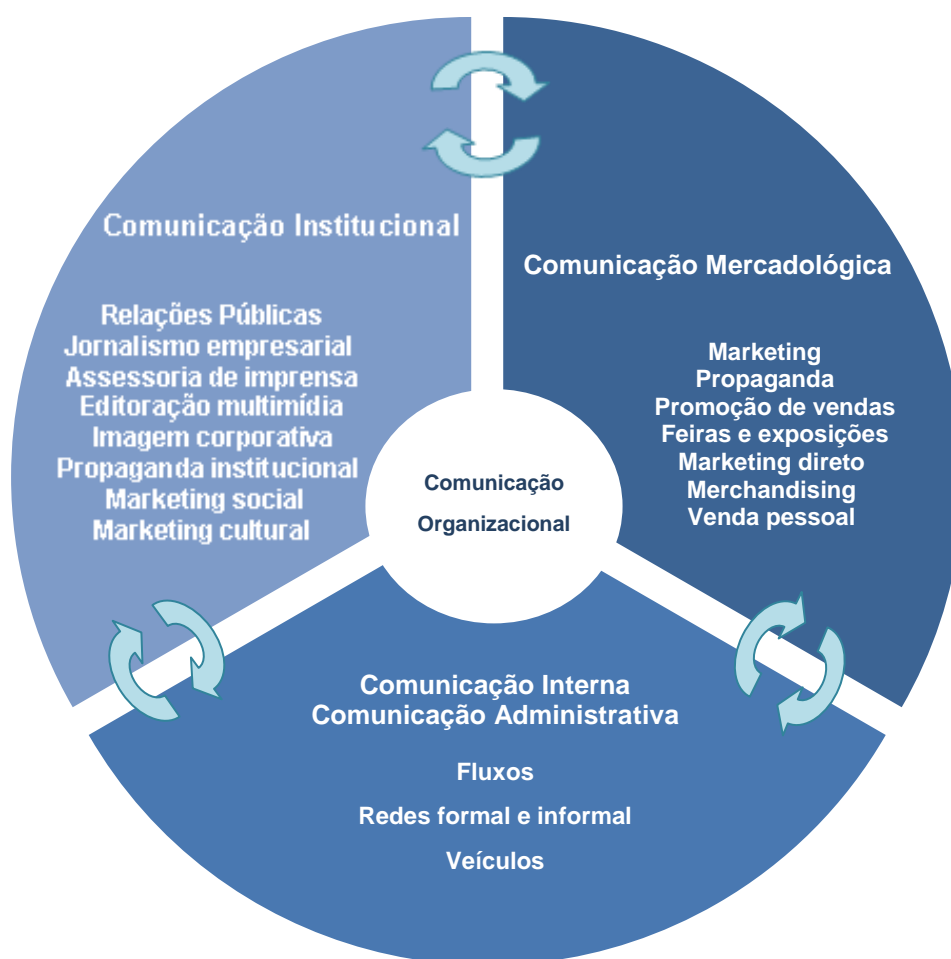 Comunicação Institucional
Relações Públicas
Jornalismo empresarial
Assessoria de imprensa
Editoração multimídia
Imagem corporativa
Propaganda institucional
Marketing social
Marketing cultural
Comunicação Mercadológica
Marketing
Propaganda
Promoção de vendas
Feiras e exposições
Marketing direto
Merchandising
Venda pessoal
Comunicação
Organizacional
Comunicação Interna
Comunicação Administrativa
Fluxos
Redes formal e informal
Veículos